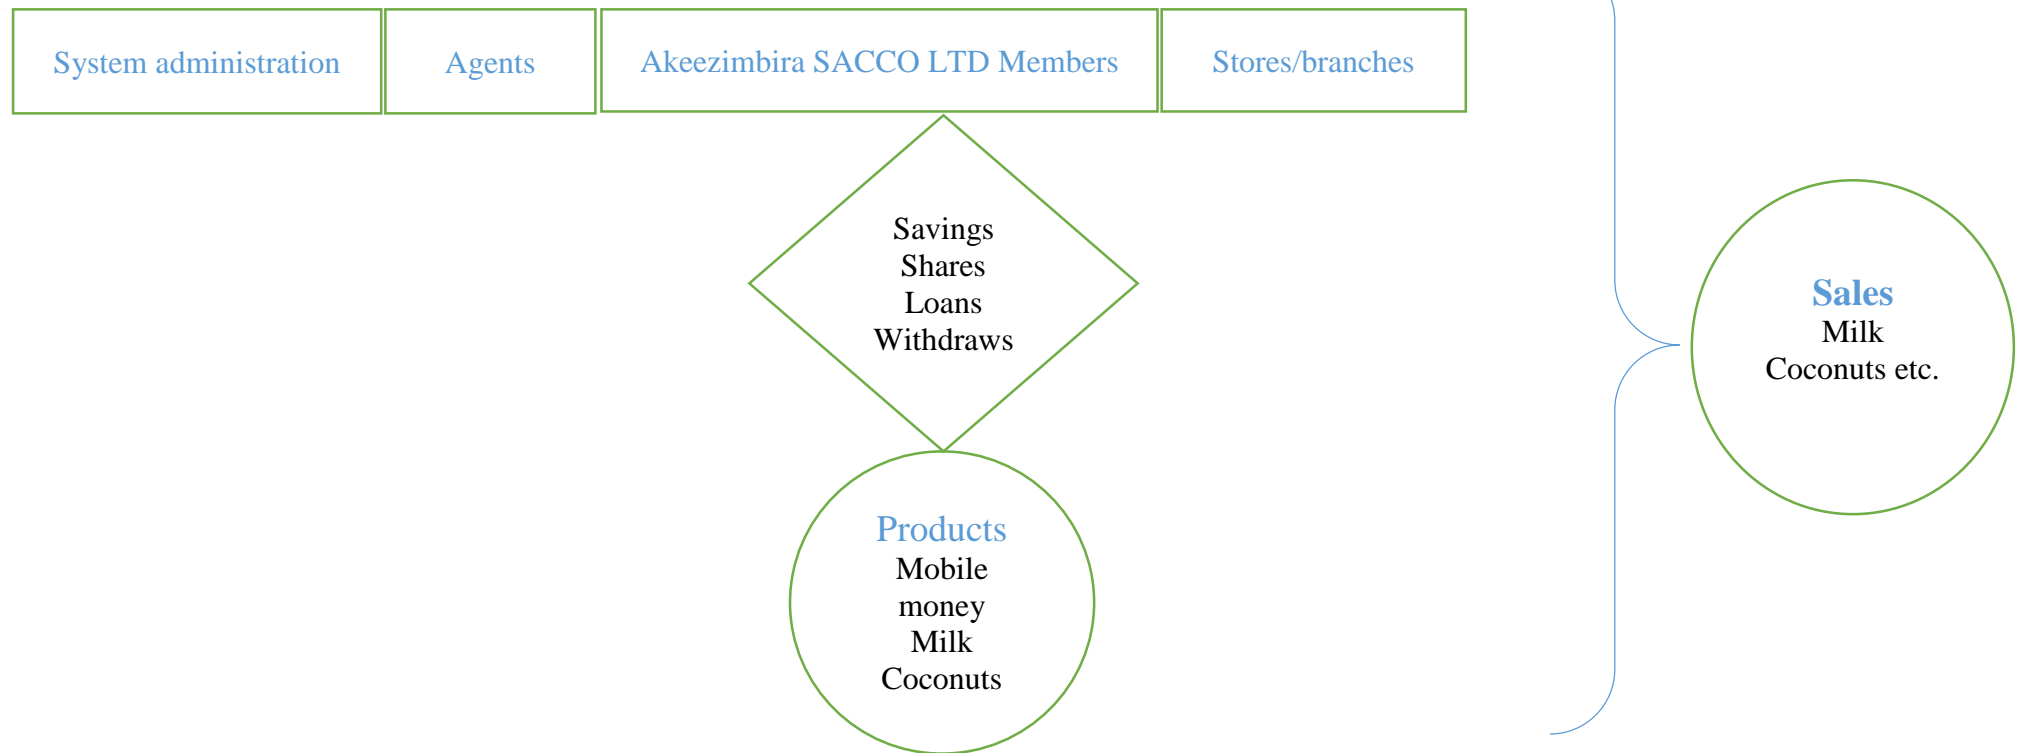 System administration
Agents
Akeezimbira SACCO LTD Members
Stores/branches
Savings
Shares
Loans
Withdraws
Products
Mobile
money
Milk
Coconuts
Sales
Milk
Coconuts etc.